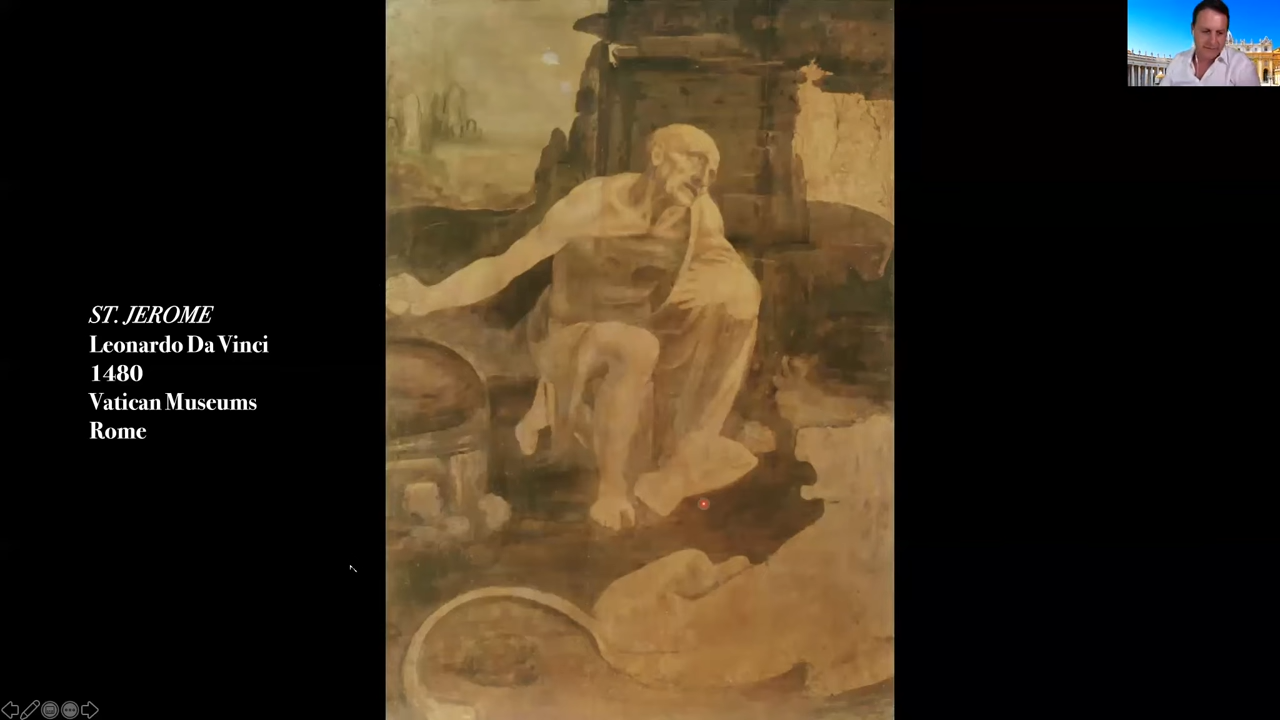 ST. JEROME
Leonardo Da Vinci
1480
Vatican Museums
Rome